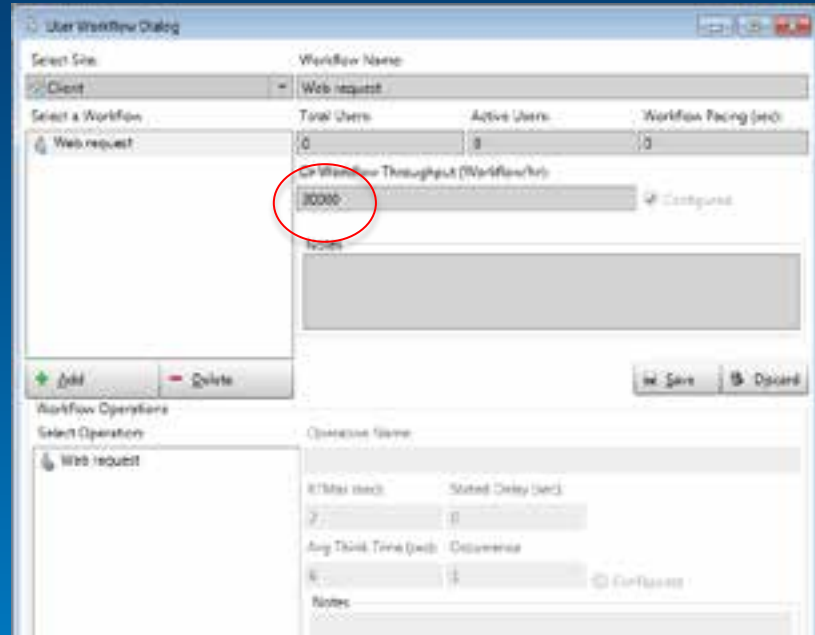 User Workflow Dialog
Select Site:
Workflow Name
Client
Web request
Select a Workflow
Total Users
Active Users
Workflow Pacing (sec):
Web request
0
0
Workflow Throughput (Workflow/hr):
Configured
Notes
Add
Delete
Save
Discard
Workflow Operations
Select Operation:
Operation Name
Web request
Stated Delay (sec):
2
0
Avg Think Time (sec):
Occurrence
6
1
Configured
Notes